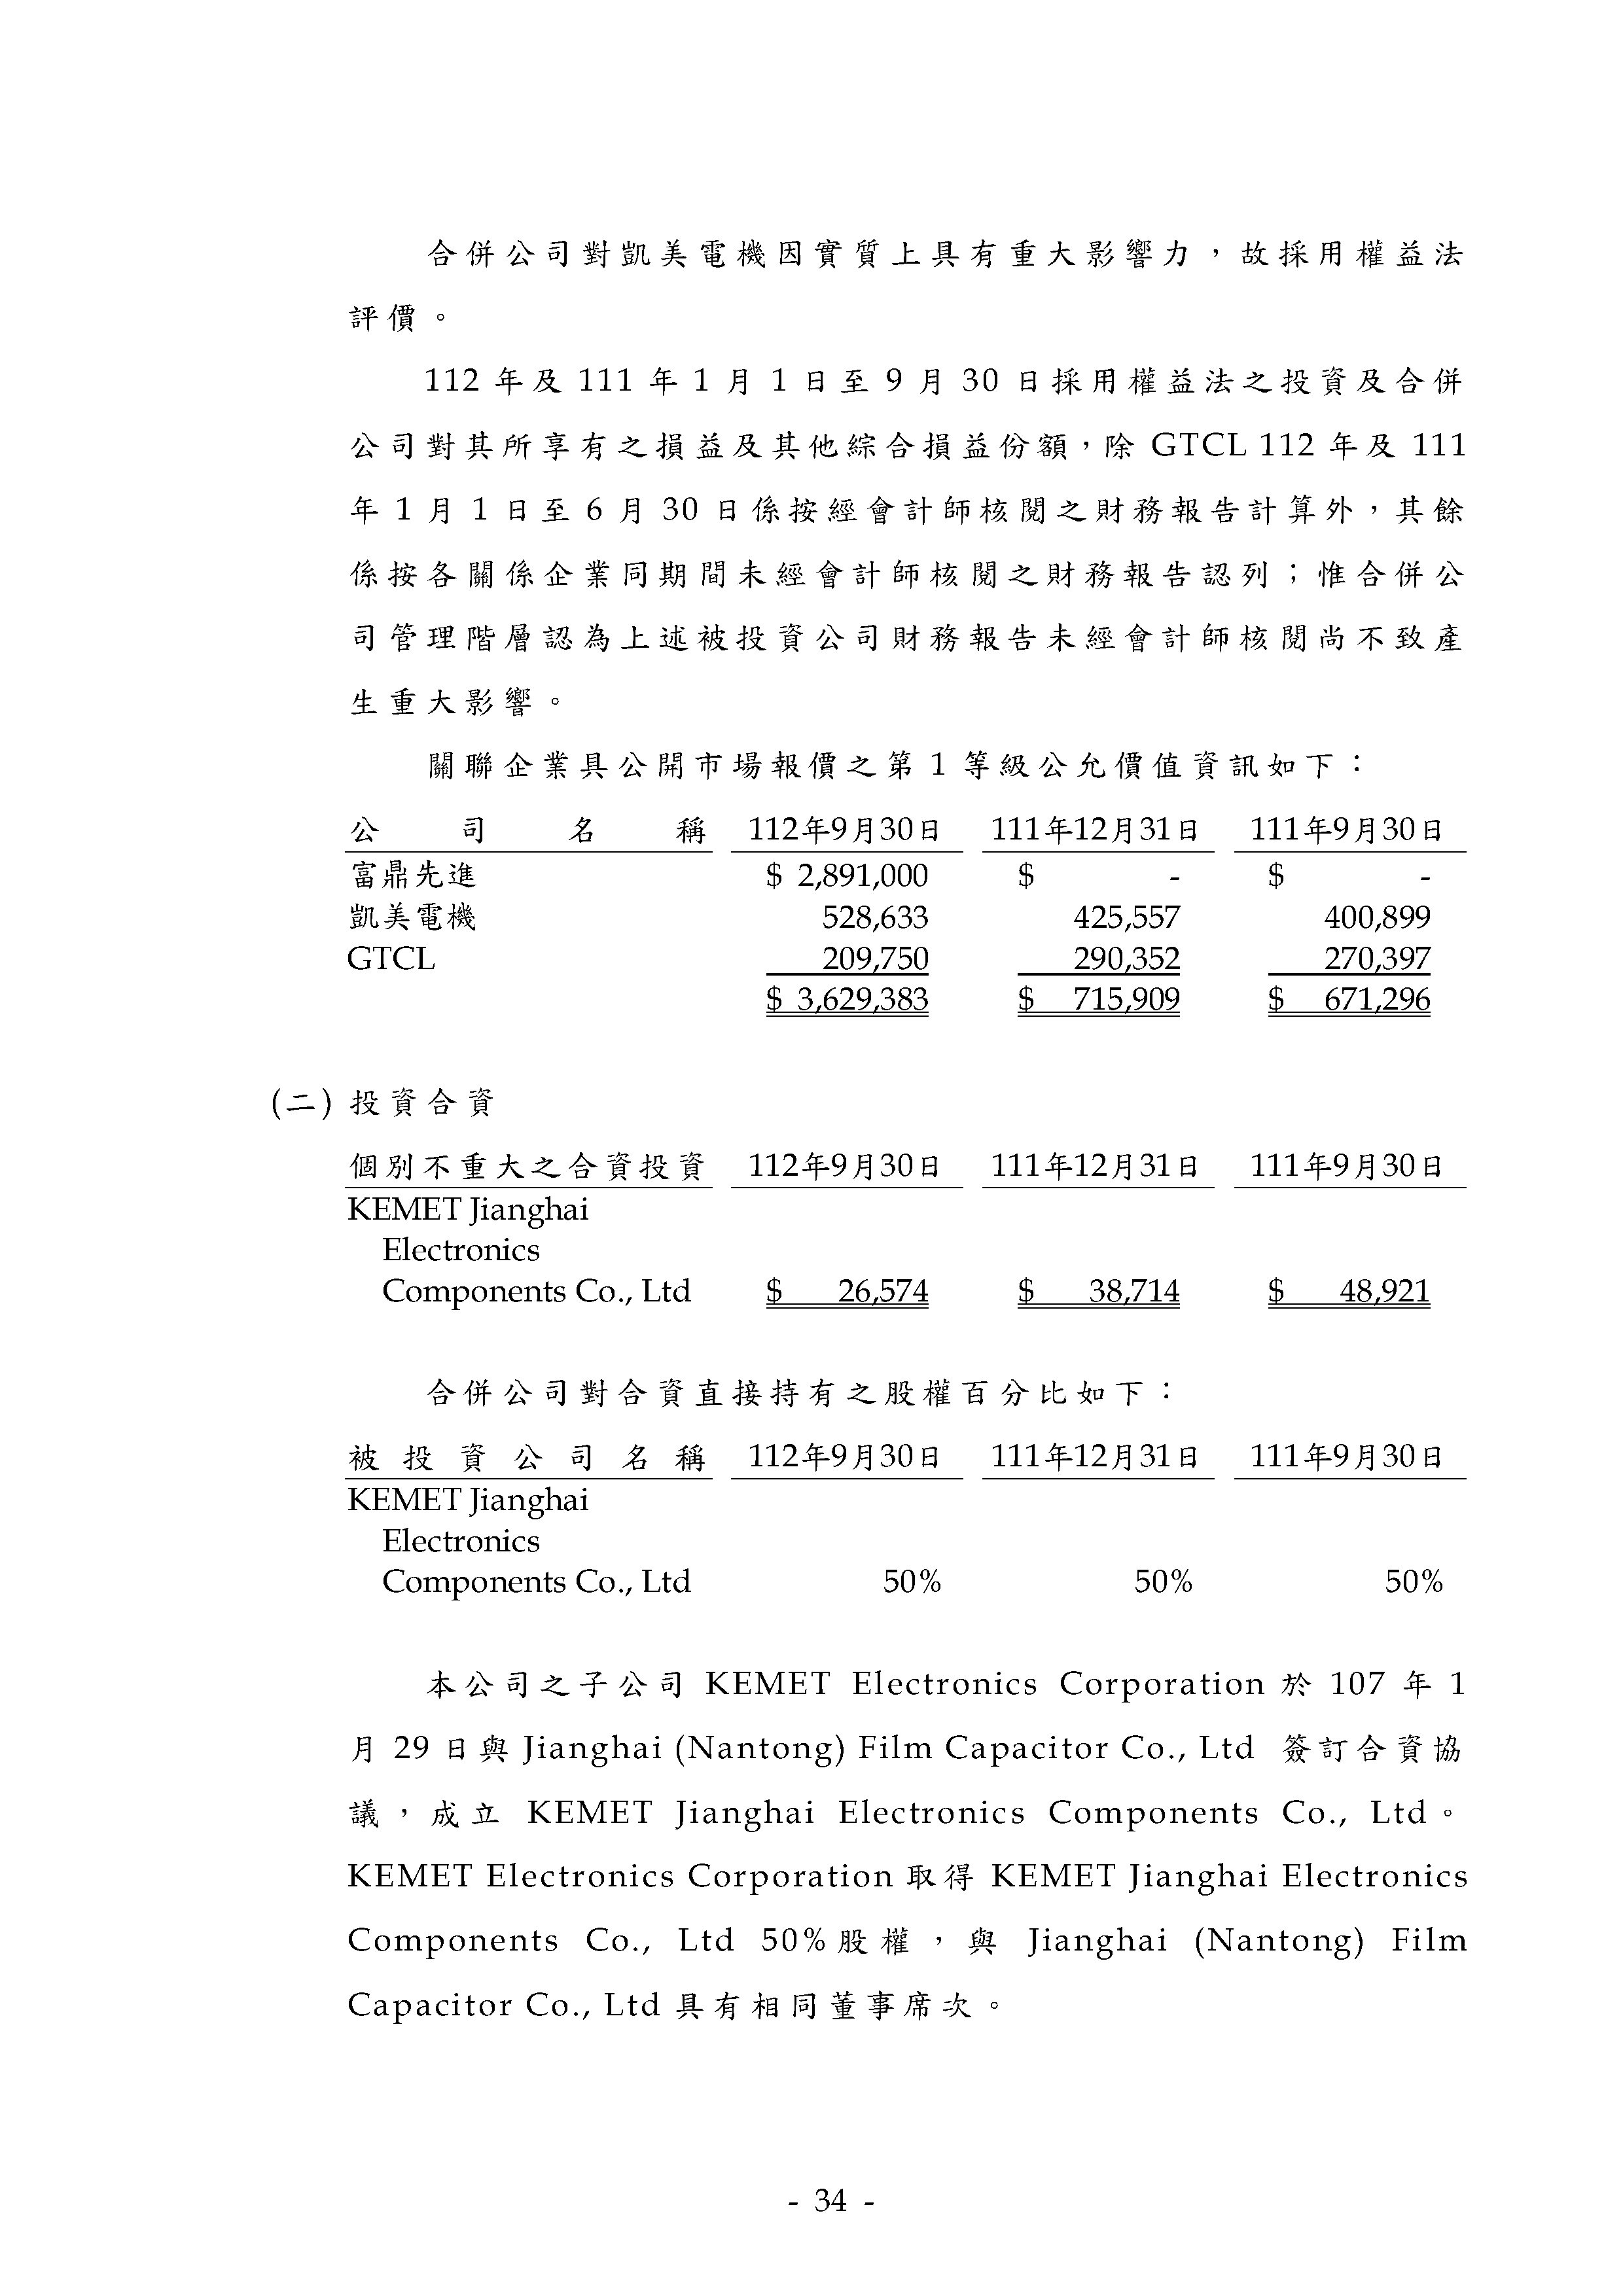 合併公司對凱美電機因實質上具有重大影響力，故採用權益法
評價。
112 年及 111 年 1 月 1 日至 9 月 30 日採用權益法之投資及合併
公司對其所享有之損益及其他綜合損益份額，除 GTCL 112 年及 111
年 1 月 1 日至 6 月 30 日係按經會計師核閱之財務報告計算外，其餘
係按各關係企業同期間未經會計師核閱之財務報告認列；惟合併公
司管理階層認為上述被投資公司財務報告未經會計師核閱尚不致產
生重大影響。
關聯企業具公開市場報價之第 1 等級公允價值資訊如下：
公司名稱 112年9月30日 111年12月31日 111年9月30日
富鼎先進 $ 2,891,000 $ - $ -
凱美電機 528,633 425,557 400,899
GTCL 209,750 290,352 270,397
$ 3,629,383 $ 715,909 $ 671,296
(二) 投資合資
個別不重大之合資投資 112年9月30日 111年12月31日 111年9月30日
KEMET Jianghai
Electronics
Components Co., Ltd $ 26,574 $ 38,714 $ 48,921
合併公司對合資直接持有之股權百分比如下：
被投資公司名稱 112年9月30日 111年12月31日 111年9月30日
KEMET Jianghai
Electronics
Components Co., Ltd 50% 50% 50%
本公司之子公司 KEMET Electronics Corporation 於 107 年 1
月 29 日與 Jianghai (Nantong) Film Capacitor Co., Ltd 簽訂合資協
議，成立 KEMET Jianghai Electronics Components Co., Ltd。
KEMET Electronics Corporation 取得 KEMET Jianghai Electronics
Components Co., Ltd 50%股權，與 Jianghai (Nantong) Film
Capacitor Co., Ltd 具有相同董事席次。
- 34 -